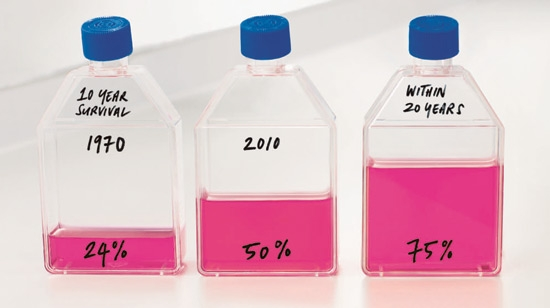 10 YEAR
SURVIVAL
1970
24%
2010
50%
WITHIN
20 YEARS
75%